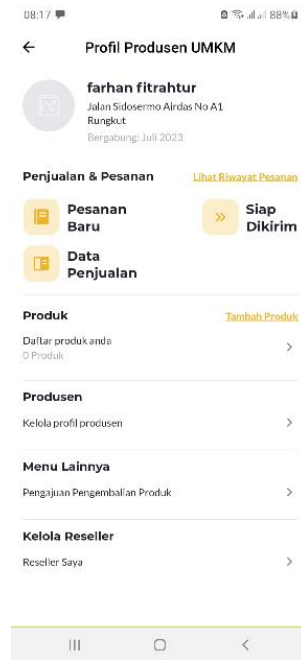 08:17
88%
Profil Produsen UMKM
farhan fitrahtur
Jalan Sidosermo Airdas No A1
Rungkut
Bergabung: Juli 2023
Penjualan & Pesanan
Lihat Riwayat Pesanan
Pesanan
Baru
Siap
Dikirim
Data
Penjualan
Produk
Tambah Produk
Daftar produk anda
0 Produk
Produsen
Kelola profil produsen
Menu Lainnya
Pengajuan Pengembalian Produk
Kelola Reseller
Reseller Saya